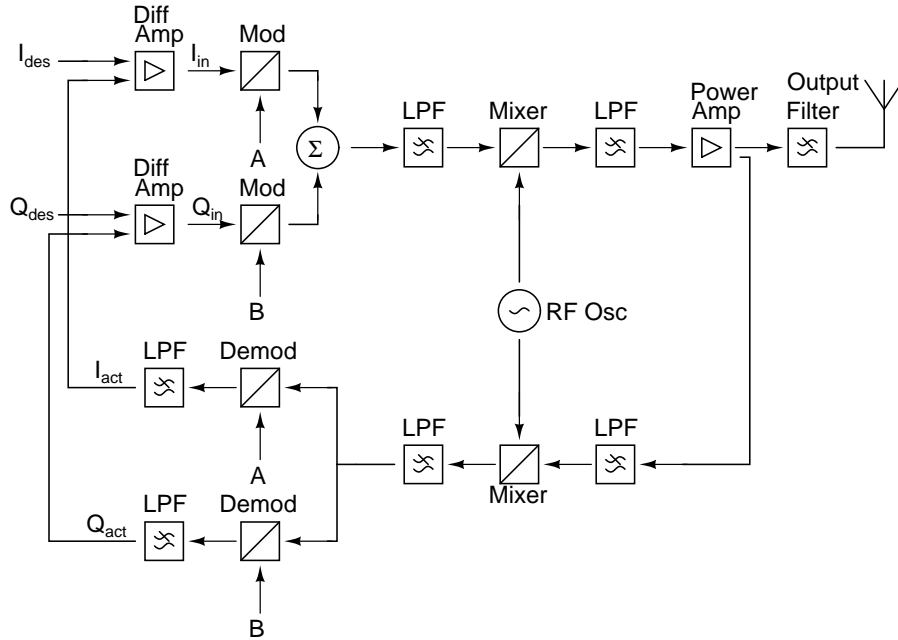 Diff
Amp
Mod
I_des
I_in
A
Σ
LPF
Mixer
LPF
Power
Amp
Output
Filter
Diff
Amp
Mod
Q_des
Q_in
B
RF Osc
LPF
Demod
I_act
A
LPF
Mixer
LPF
LPF
Demod
Q_act
B